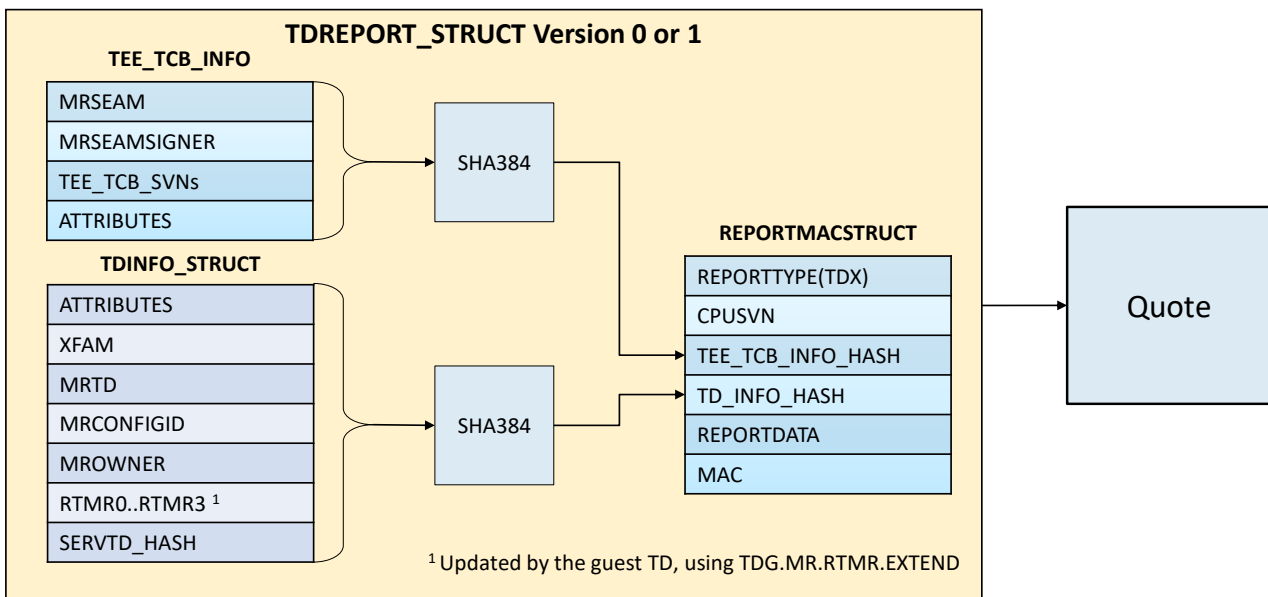 TDREPORT_STRUCT Version 0 or 1
TEE_TCB_INFO
MRSEAM
MRSEAMSIGNER
TEE_TCB_SVNs
ATTRIBUTES
SHA384
TDINFO_STRUCT
ATTRIBUTES
XFAM
MRTD
MRCONFIGID
MROWNER
RTMR0..RTMR3 ¹
SERVTD_HASH
SHA384
REPORTMACSTRUCT
REPORTTYPE(TDX)
CPUSVN
TEE_TCB_INFO_HASH
TD_INFO_HASH
REPORTDATA
MAC
¹ Updated by the guest TD, using TDG.MR.RTMR.EXTEND
Quote